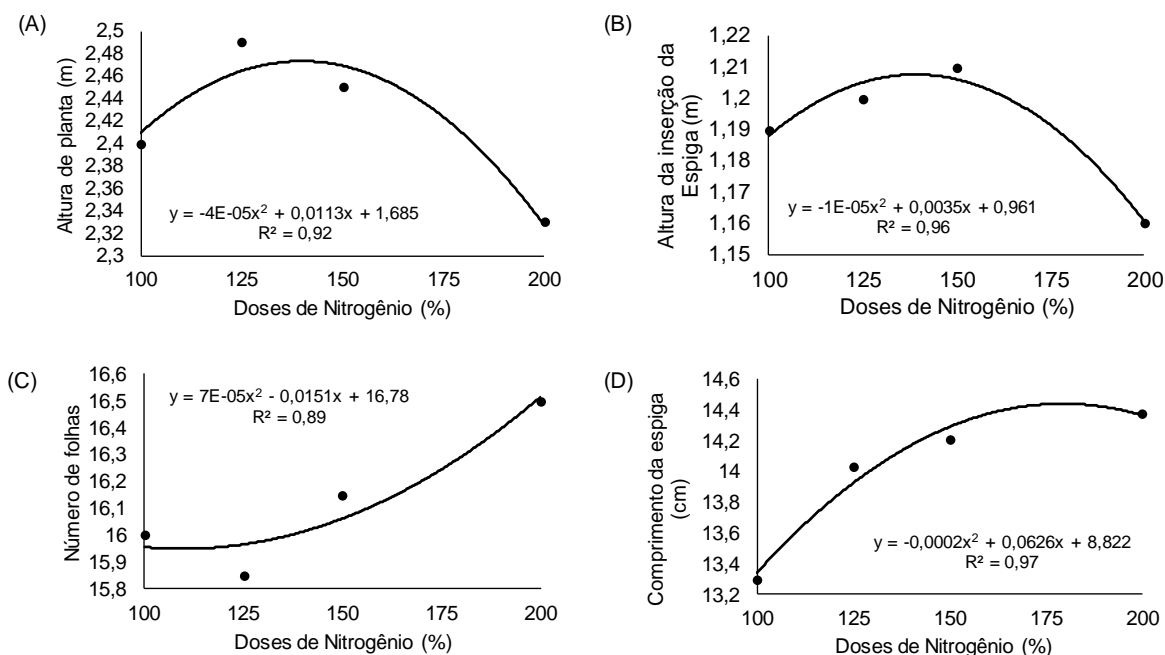 (A)
Altura de planta (m)
2,5
2,48
2,46
2,44
2,42
2,4
2,38
2,36
2,34
2,32
2,3
y = -4E-05x² + 0,0113x + 1,685
R² = 0,92
100 125 150 175 200
Doses de Nitrogênio (%)
(B)
Altura da inserção da
Espiga (m)
1,22
1,21
1,2
1,19
1,18
1,17
1,16
1,15
y = -1E-05x² + 0,0035x + 0,961
R² = 0,96
100 125 150 175 200
Doses de Nitrogênio (%)
(C)
Número de folhas
16,6
16,5
16,4
16,3
16,2
16,1
16
15,9
15,8
y = 7E-05x² - 0,0151x + 16,78
R² = 0,89
100 125 150 175 200
Doses de Nitrogênio (%)
(D)
Comprimento da espiga
(cm)
14,6
14,4
14,2
14
13,8
13,6
13,4
13,2
y = -0,0002x² + 0,0626x + 8,822
R² = 0,97
100 125 150 175 200
Doses de Nitrogênio (%)